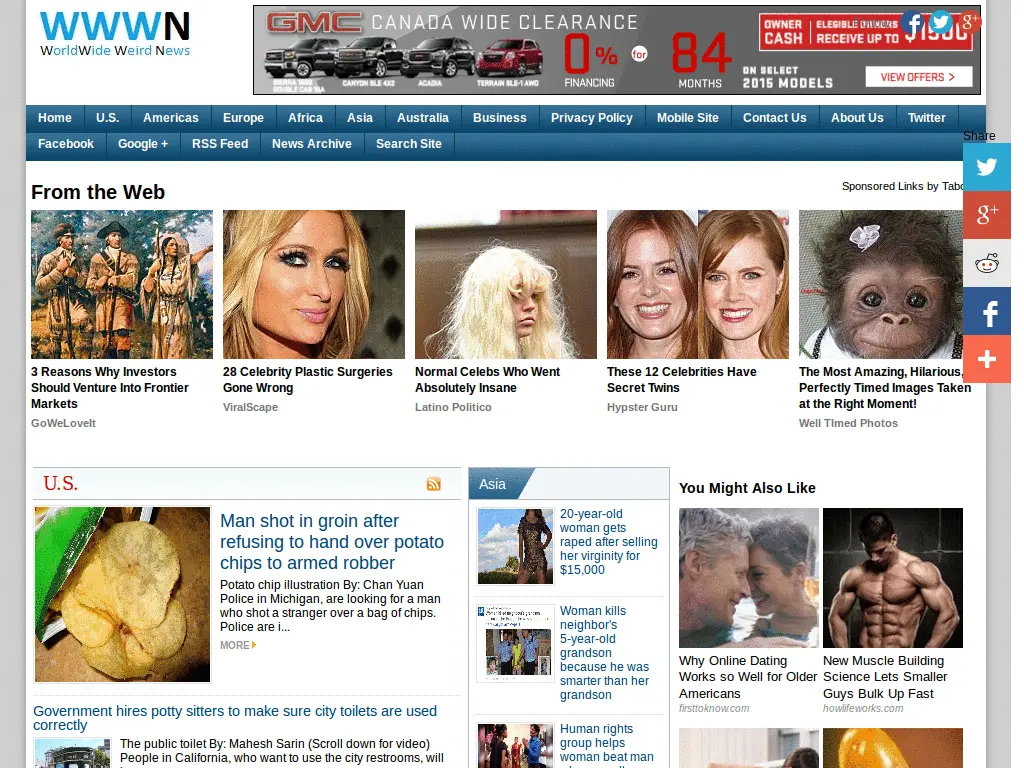 WWWN
WorldWide Weird News
GMC CANADA WIDE CLEARANCE
SIERRA 1500
DOUBLE CAB 15A
CANYON SLE 4X2
ACADIA
TERRAIN SLE-1 AWD
0% for 84
FINANCING
MONTHS
ON SELECT
2015 MODELS
OWNER
CASH
ELIGIBLE
RECEIVE UP TO $1500
VIEW OFFERS >
Home
U.S.
Americas
Europe
Africa
Asia
Australia
Business
Privacy Policy
Mobile Site
Contact Us
About Us
Twitter
Facebook
Google +
RSS Feed
News Archive
Search Site
Share
From the Web
Sponsored Links by
3 Reasons Why Investors
Should Venture Into Frontier
Markets
GoWeLoveIt
28 Celebrity Plastic Surgeries
Gone Wrong
ViralScape
Normal Celebs Who Went
Absolutely Insane
Latino Politico
These 12 Celebrities Have
Secret Twins
Hypster Guru
The Most Amazing, Hilarious,
Perfectly Timed Images Taken
at the Right Moment!
Well TImed Photos
U.S.
Man shot in groin after
refusing to hand over potato
chips to armed robber
Potato chip illustration By: Chan Yuan
Police in Michigan, are looking for a man
who shot a stranger over a bag of chips.
Police are i...
MORE
Government hires potty sitters to make sure city toilets are used
correctly
The public toilet By: Mahesh Sarin (Scroll down for video)
People in California, who want to use the city restrooms, will
Asia
20-year-old
woman gets
raped after selling
her virginity for
$15,000
Woman kills
neighbor's
5-year-old
grandson
because he was
smarter than her
grandson
Human rights
group helps
woman beat man
You Might Also Like
Why Online Dating
Works so Well for Older
Americans
firsttoknow.com
New Muscle Building
Science Lets Smaller
Guys Bulk Up Fast
howlifeworks.com